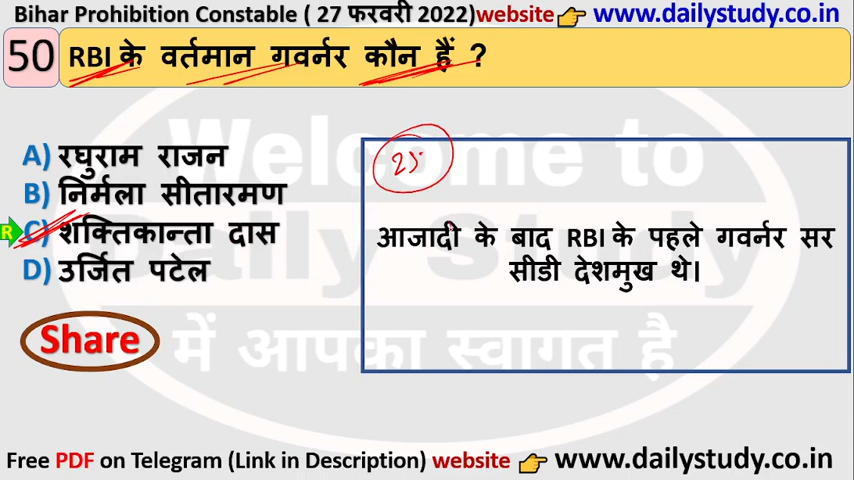 Bihar Prohibition Constable ( 27 फरवरी 2022)website 👉 www.dailystudy.co.in
50 RBI के वर्तमान गवर्नर कौन हैं ?
A) रघुराम राजन
B) निर्मला सीतारमण
R C) शक्तिकान्ता दास
D) उर्जित पटेल
Share
25
आजादी के बाद RBI के पहले गवर्नर सर
सीडी देशमुख थे।
Welcome to
Daily Study
में आपका स्वागत है
Free PDF on Telegram (Link in Description) website 👉 www.dailystudy.co.in